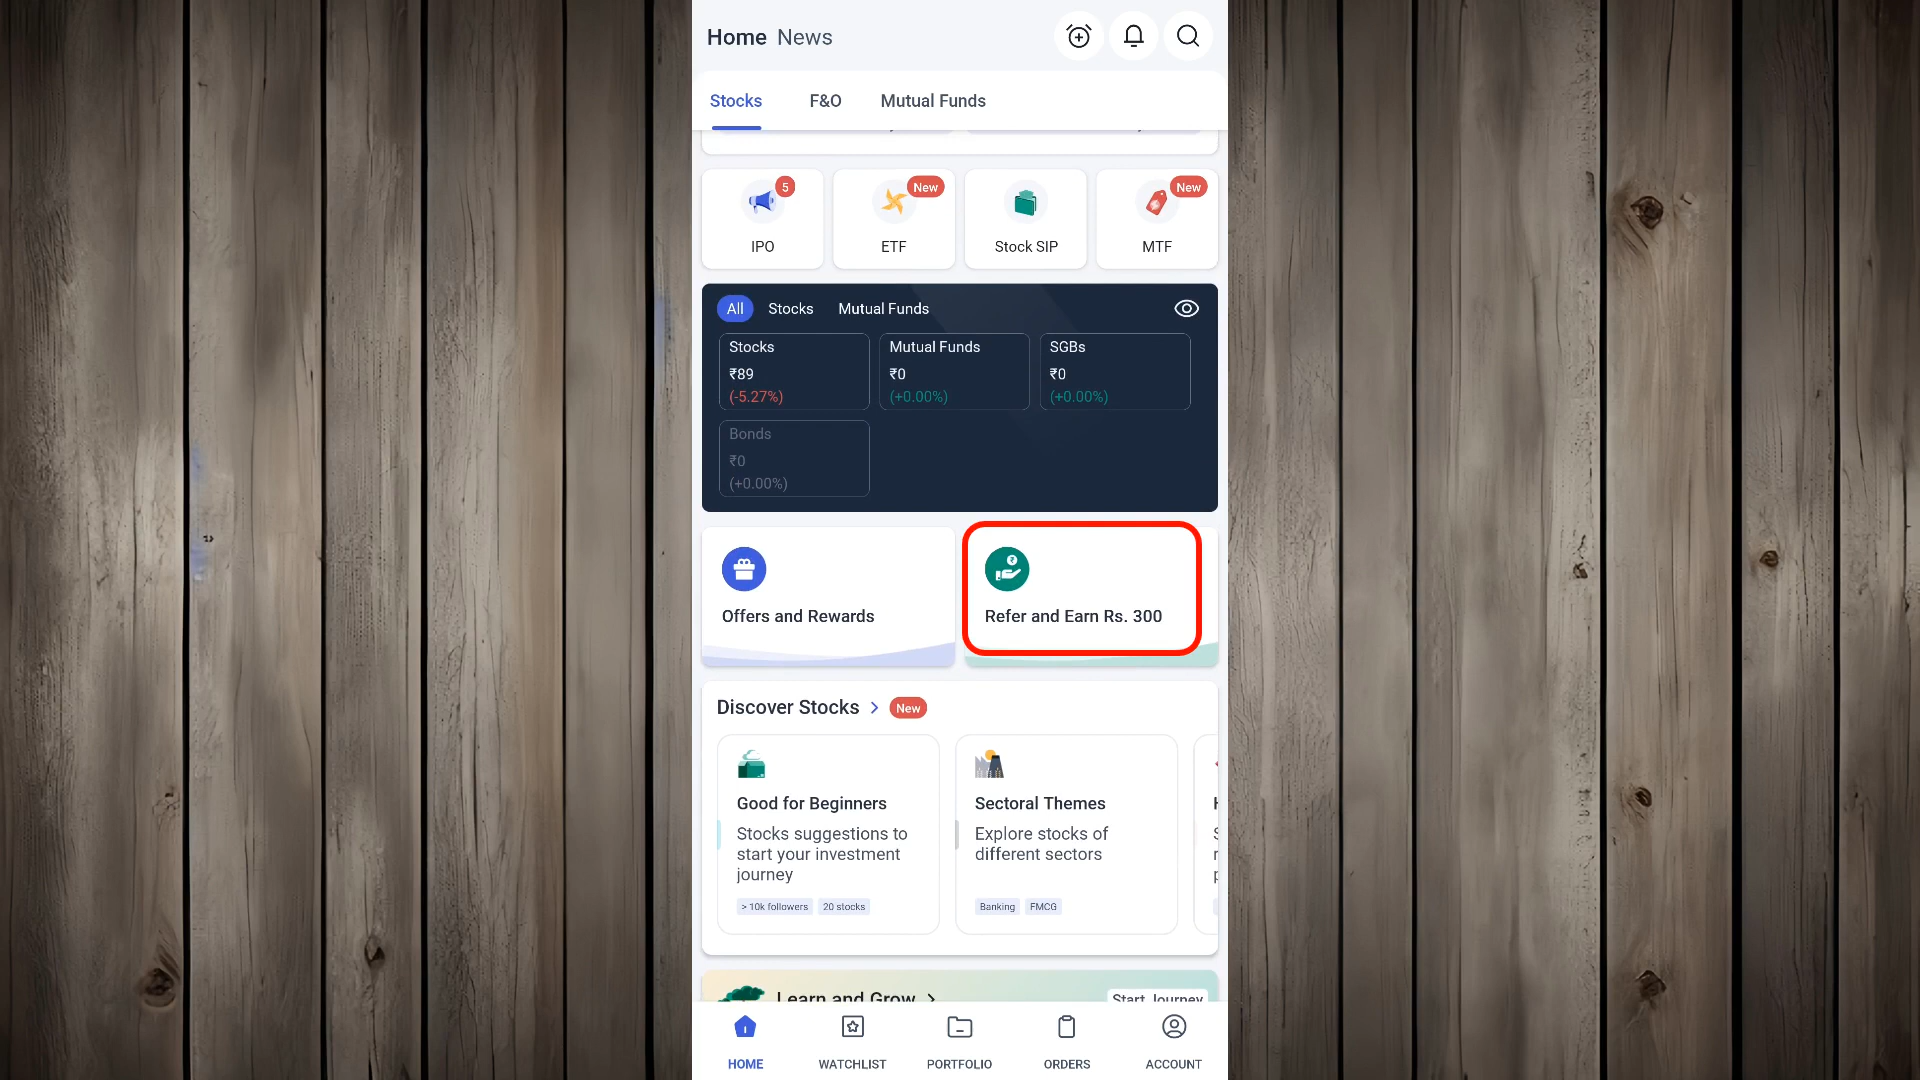 Home News
Stocks F&O Mutual Funds
5 New New
IPO ETF Stock SIP MTF
All Stocks Mutual Funds
Stocks Mutual Funds SGBs
₹89 ₹0 ₹0
(-5.27%) (+0.00%) (+0.00%)
Bonds
₹0
(+0.00%)
Offers and Rewards Refer and Earn Rs. 300
Discover Stocks > New
Good for Beginners Sectoral Themes
Stocks suggestions to Explore stocks of
start your investment different sectors
journey
> 10k followers 20 stocks Banking FMCG
Learn and Grow > Start Journey
HOME WATCHLIST PORTFOLIO ORDERS ACCOUNT